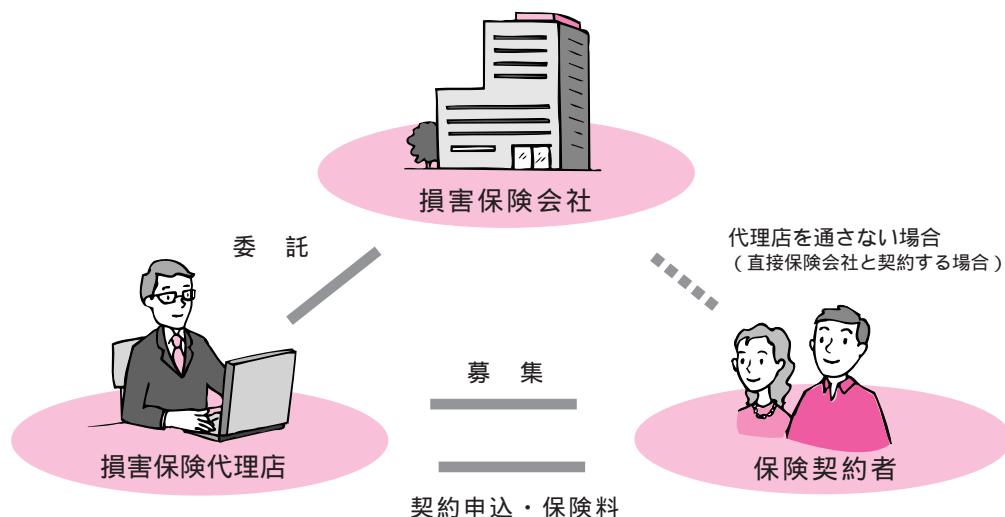 損害保険会社
委 託
代理店を通さない場合
（直接保険会社と契約する場合）
募 集
損害保険代理店
保険契約者
契約申込・保険料